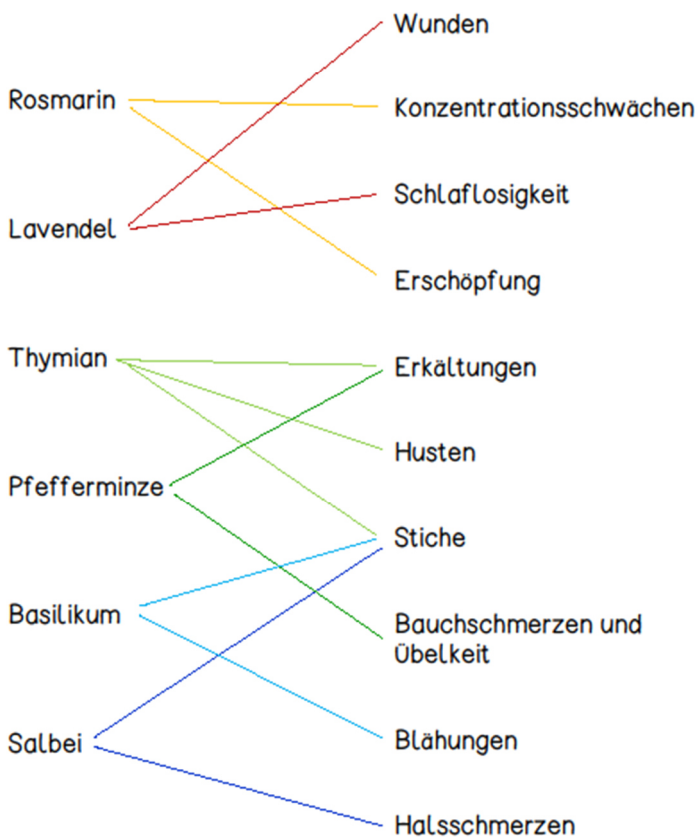 Rosmarin
Lavendel
Thymian
Pfefferminze
Basilikum
Salbei
Wunden
Konzentrationsschwächen
Schlaflosigkeit
Erschöpfung
Erkältungen
Husten
Stiche
Bauchschmerzen und
Übelkeit
Blähungen
Halsschmerzen